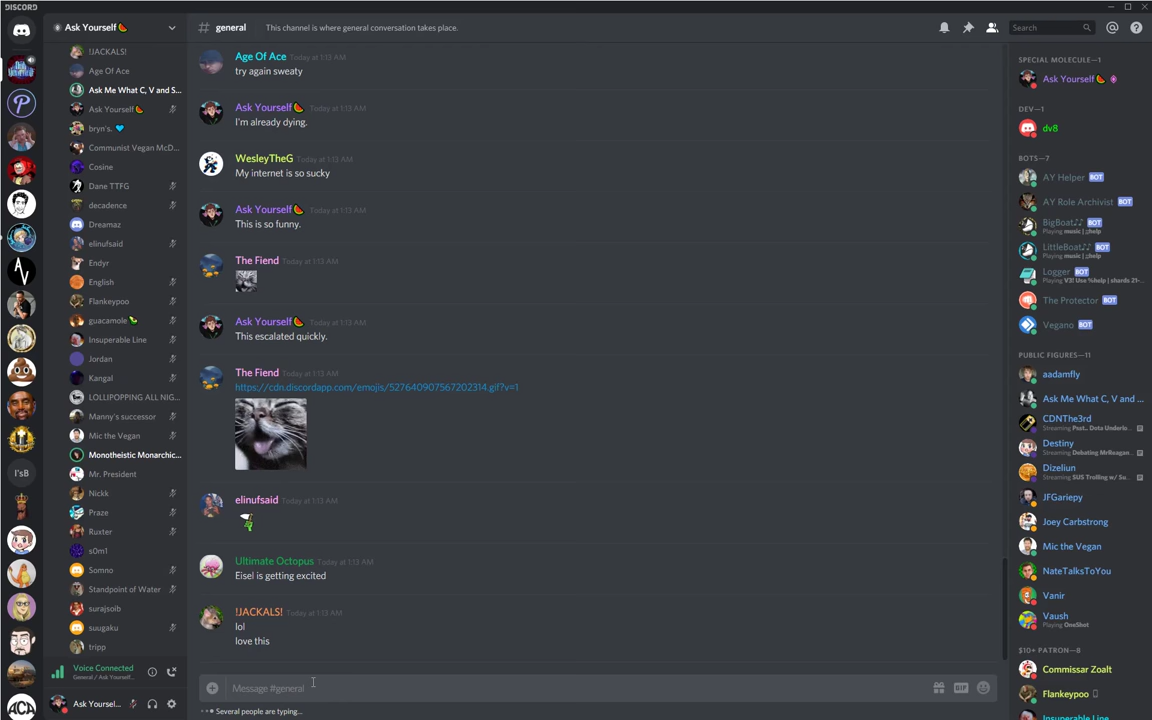 DISCORD
Ask Yourself🍉
!JACKALS!
Age Of Ace
Ask Me What C, V and S...
Ask Yourself🍉
bryn's. 💙
Communist Vegan McD...
Cosine
Dane TTFG
decadence
Dreamaz
elinufsaid
Endyr
English
Flankeypoo
guacamole🥑
Insuperable Line
Jordan
Kangal
LOLLIPOPPING ALL NIG...
Manny's successor
Mic the Vegan
Monotheistic Monarchic...
Mr. President
Nickk
Praze
Ruxter
s0m1
Somno
Standpoint of Water
surajsoib
suugaku
tripp
Voice Connected
General / Ask Yourself...
Ask Yoursel...
I'sB
ACA
# general
This channel is where general conversation takes place.
Search
Age Of Ace Today at 1:13 AM
try again sweaty
Ask Yourself🍉 Today at 1:13 AM
I'm already dying.
WesleyTheG Today at 1:13 AM
My internet is so sucky
Ask Yourself🍉 Today at 1:13 AM
This is so funny.
The Fiend Today at 1:13 AM
Ask Yourself🍉 Today at 1:13 AM
This escalated quickly.
The Fiend Today at 1:13 AM
https://cdn.discordapp.com/emojis/527640907567202314.gif?v=1
elinufsaid Today at 1:13 AM
Ultimate Octopus Today at 1:13 AM
Eisel is getting excited
!JACKALS! Today at 1:13 AM
lol
love this
Message #general
GIF
Several people are typing...
SPECIAL MOLECULE—1
Ask Yourself🍉
DEV—1
dv8
BOTS—7
AY Helper BOT
AY Role Archivist BOT
BigBoat♪♪ BOT
Playing music | ;;help
LittleBoat♪♪ BOT
Playing music | ;;help
Logger BOT
Playing V3! Use %help | shards 21-...
The Protector BOT
Vegano BOT
PUBLIC FIGURES—11
aadamfly
Ask Me What C, V and ...
CDNThe3rd
Streaming Psst.. Dota Underlo...
Destiny
Streaming Debating MrReagan...
Dizeliun
Streaming SUS Trolling w/ Su...
JFGariepy
Joey Carbstrong
Mic the Vegan
NateTalksToYou
Vanir
Vaush
Playing OneShot
$10+ PATRON—8
Commissar Zoalt
Flankeypoo
Insuperable Line